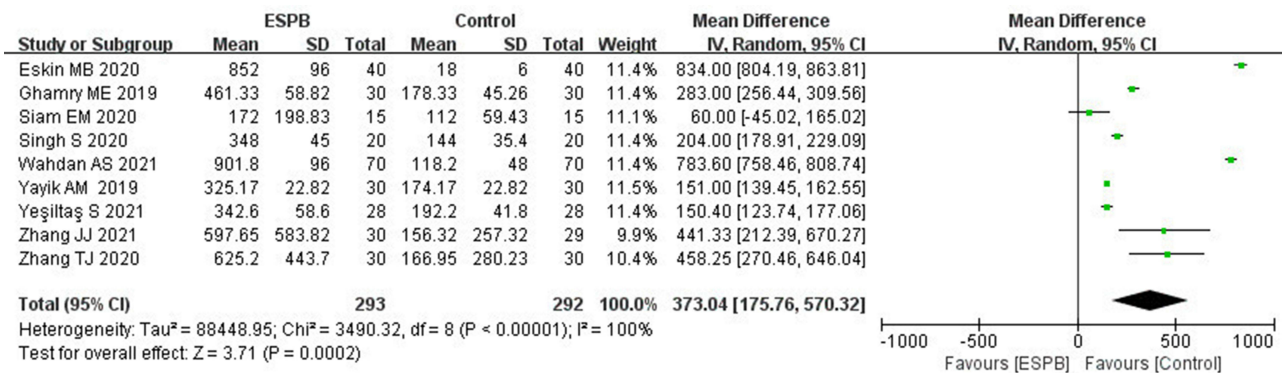 ESPB Control Mean Difference Mean Difference
Study or Subgroup Mean SD Total Mean SD Total Weight IV, Random, 95% CI IV, Random, 95% CI
Eskin MB 2020 852 96 40 18 6 40 11.4% 834.00 [804.19, 863.81]
Ghamry ME 2019 461.33 58.82 30 178.33 45.26 30 11.4% 283.00 [256.44, 309.56]
Siam EM 2020 172 198.83 15 112 59.43 15 11.1% 60.00 [-45.02, 165.02]
Singh S 2020 348 45 20 144 35.4 20 11.4% 204.00 [178.91, 229.09]
Wahdan AS 2021 901.8 96 70 118.2 48 70 11.4% 783.60 [758.46, 808.74]
Yayik AM 2019 325.17 22.82 30 174.17 22.82 30 11.5% 151.00 [139.45, 162.55]
Yeşiltaş S 2021 342.6 58.6 28 192.2 41.8 28 11.4% 150.40 [123.74, 177.06]
Zhang JJ 2021 597.65 583.82 30 156.32 257.32 29 9.9% 441.33 [212.39, 670.27]
Zhang TJ 2020 625.2 443.7 30 166.95 280.23 30 10.4% 458.25 [270.46, 646.04]
Total (95% CI) 293 292 100.0% 373.04 [175.76, 570.32]
Heterogeneity: Tau² = 88448.95; Chi² = 3490.32, df = 8 (P < 0.00001); I² = 100%
Test for overall effect: Z = 3.71 (P = 0.0002)
-1000 -500 0 500 1000
Favours [ESPB] Favours [Control]